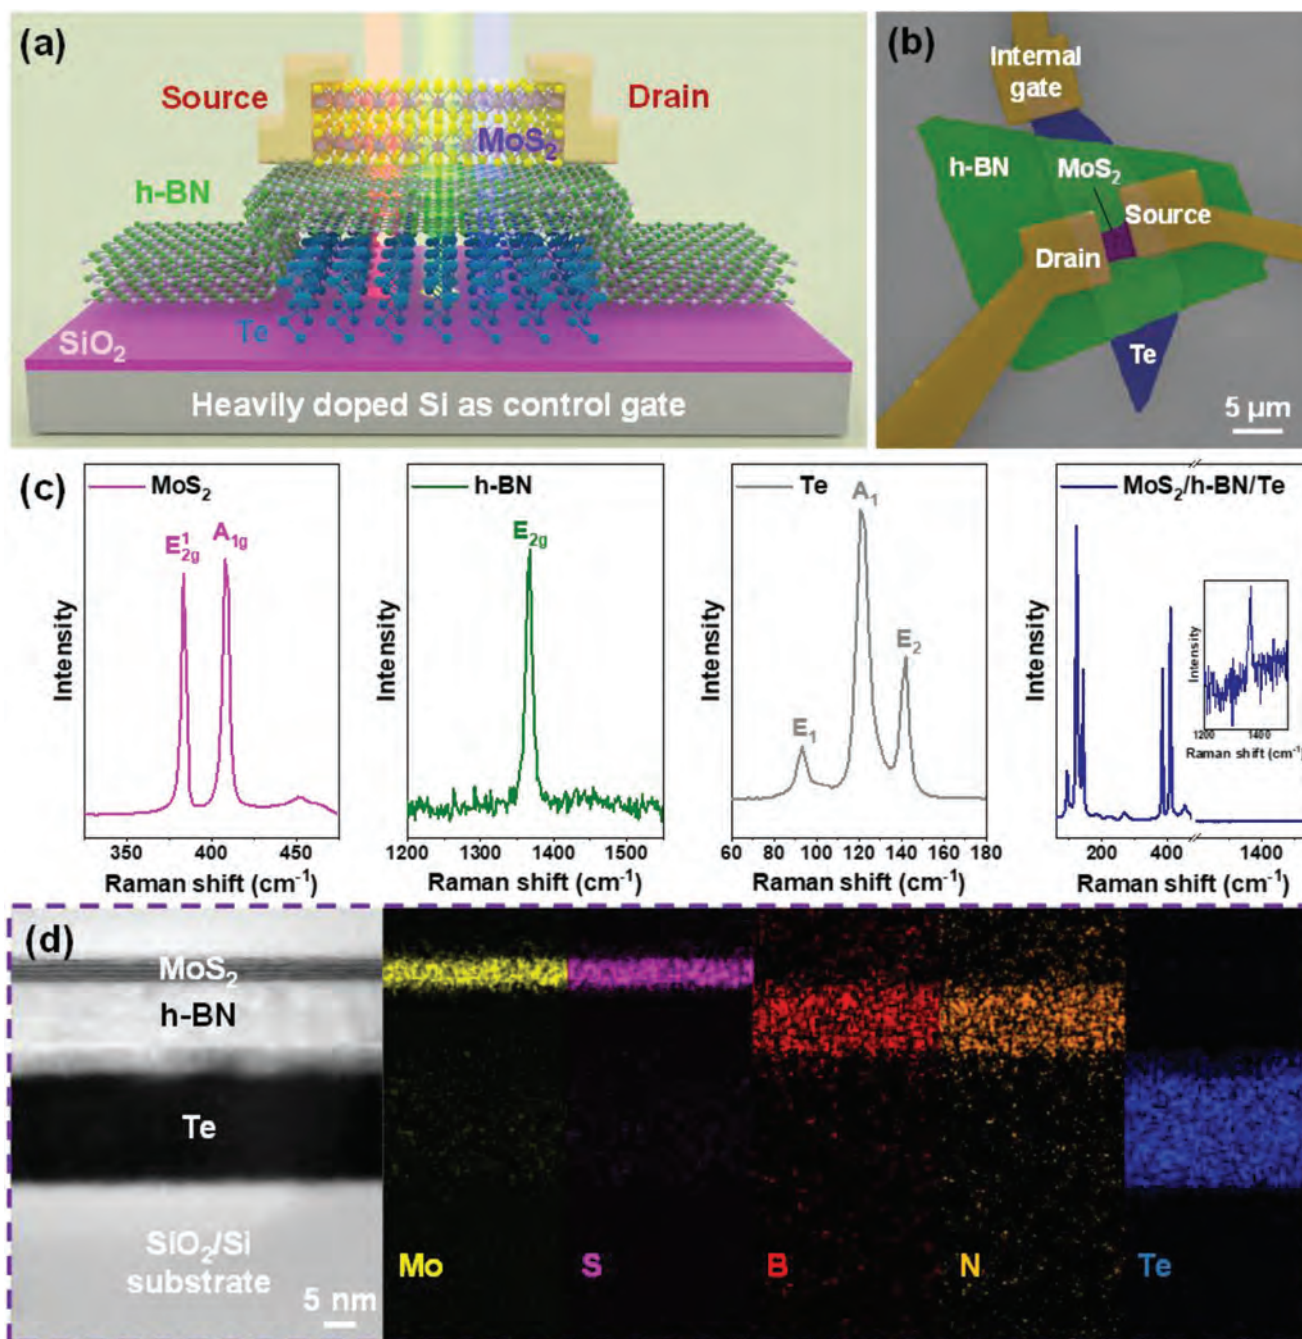 (a)
Source
Drain
MoS₂
h-BN
Te
SiO₂
Heavily doped Si as control gate
(b)
Internal
gate
h-BN
MoS₂
Source
Drain
Te
5 µm
(c)
MoS₂
E¹₂g
A₁g
Intensity
350 400 450
Raman shift (cm⁻¹)
h-BN
E₂g
Intensity
1200 1300 1400 1500
Raman shift (cm⁻¹)
Te
A₁
E₂
E₁
Intensity
60 80 100 120 140 160 180
Raman shift (cm⁻¹)
MoS₂/h-BN/Te
Intensity
Intensity
1200 1400
Raman shift (cm⁻¹)
200 400 1400
Raman shift (cm⁻¹)
(d)
MoS₂
h-BN
Te
SiO₂/Si
substrate
5 nm
Mo
S
B
N
Te